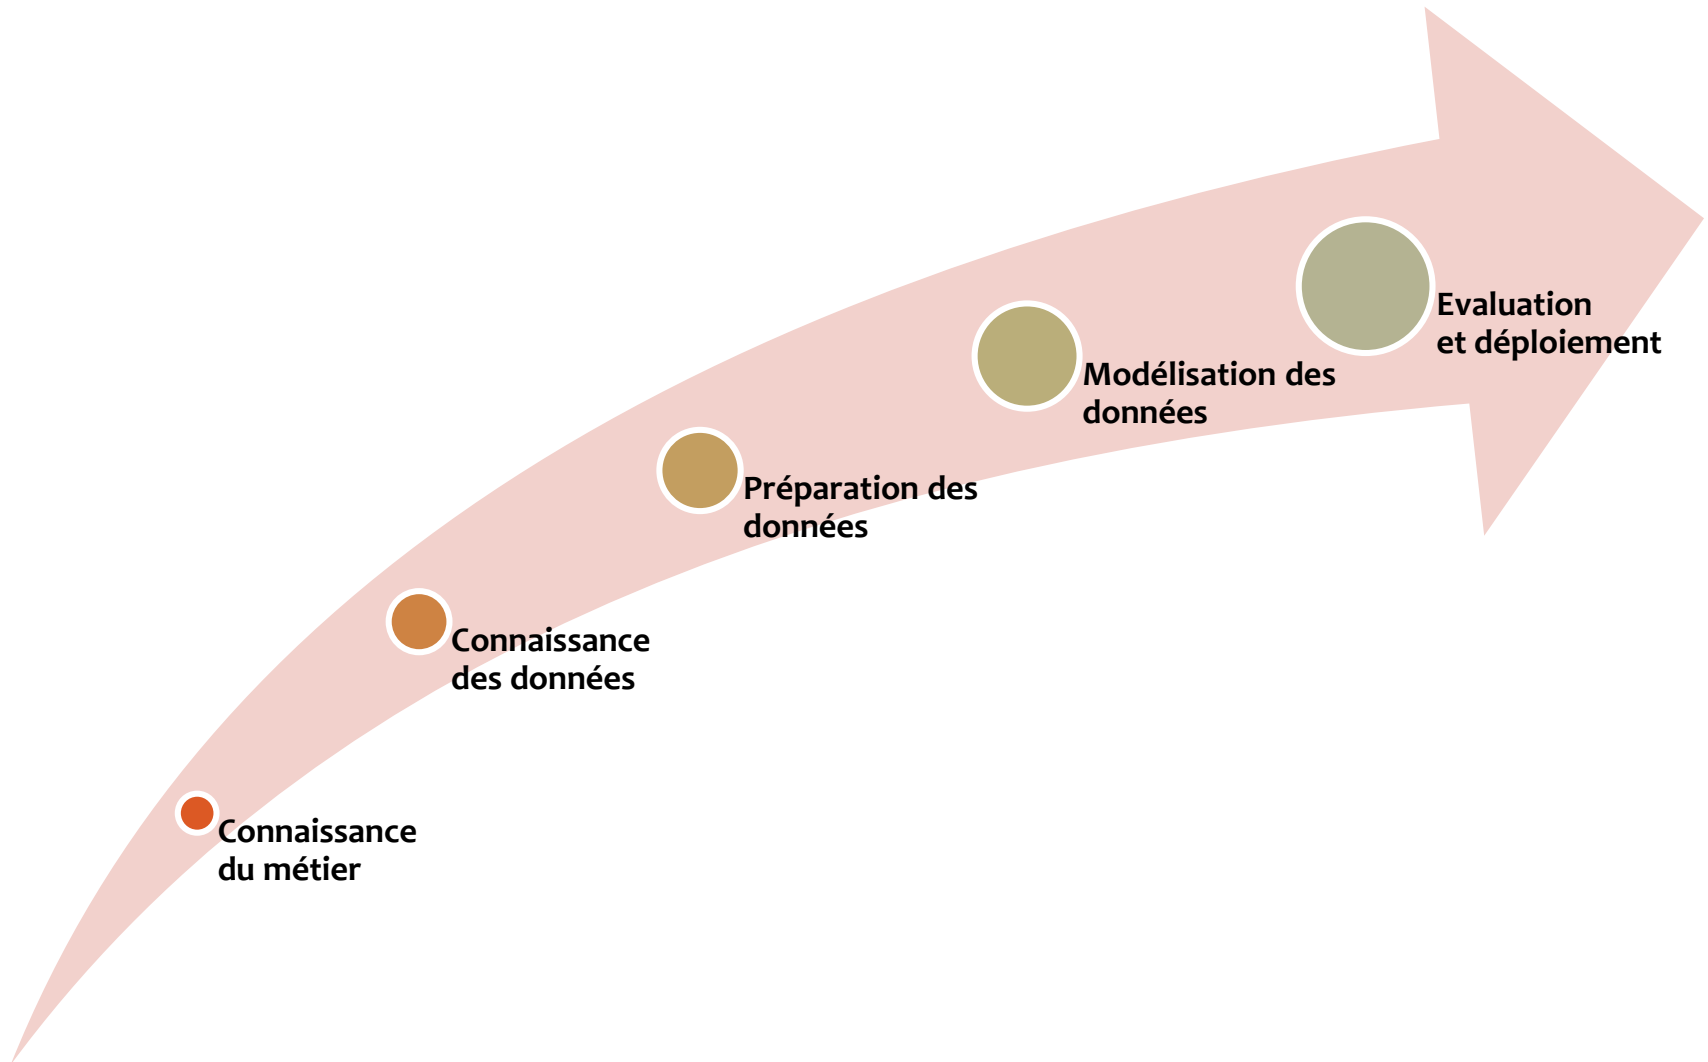 Connaissance
du métier
Connaissance
des données
Préparation des
données
Modélisation des
données
Evaluation
et déploiement